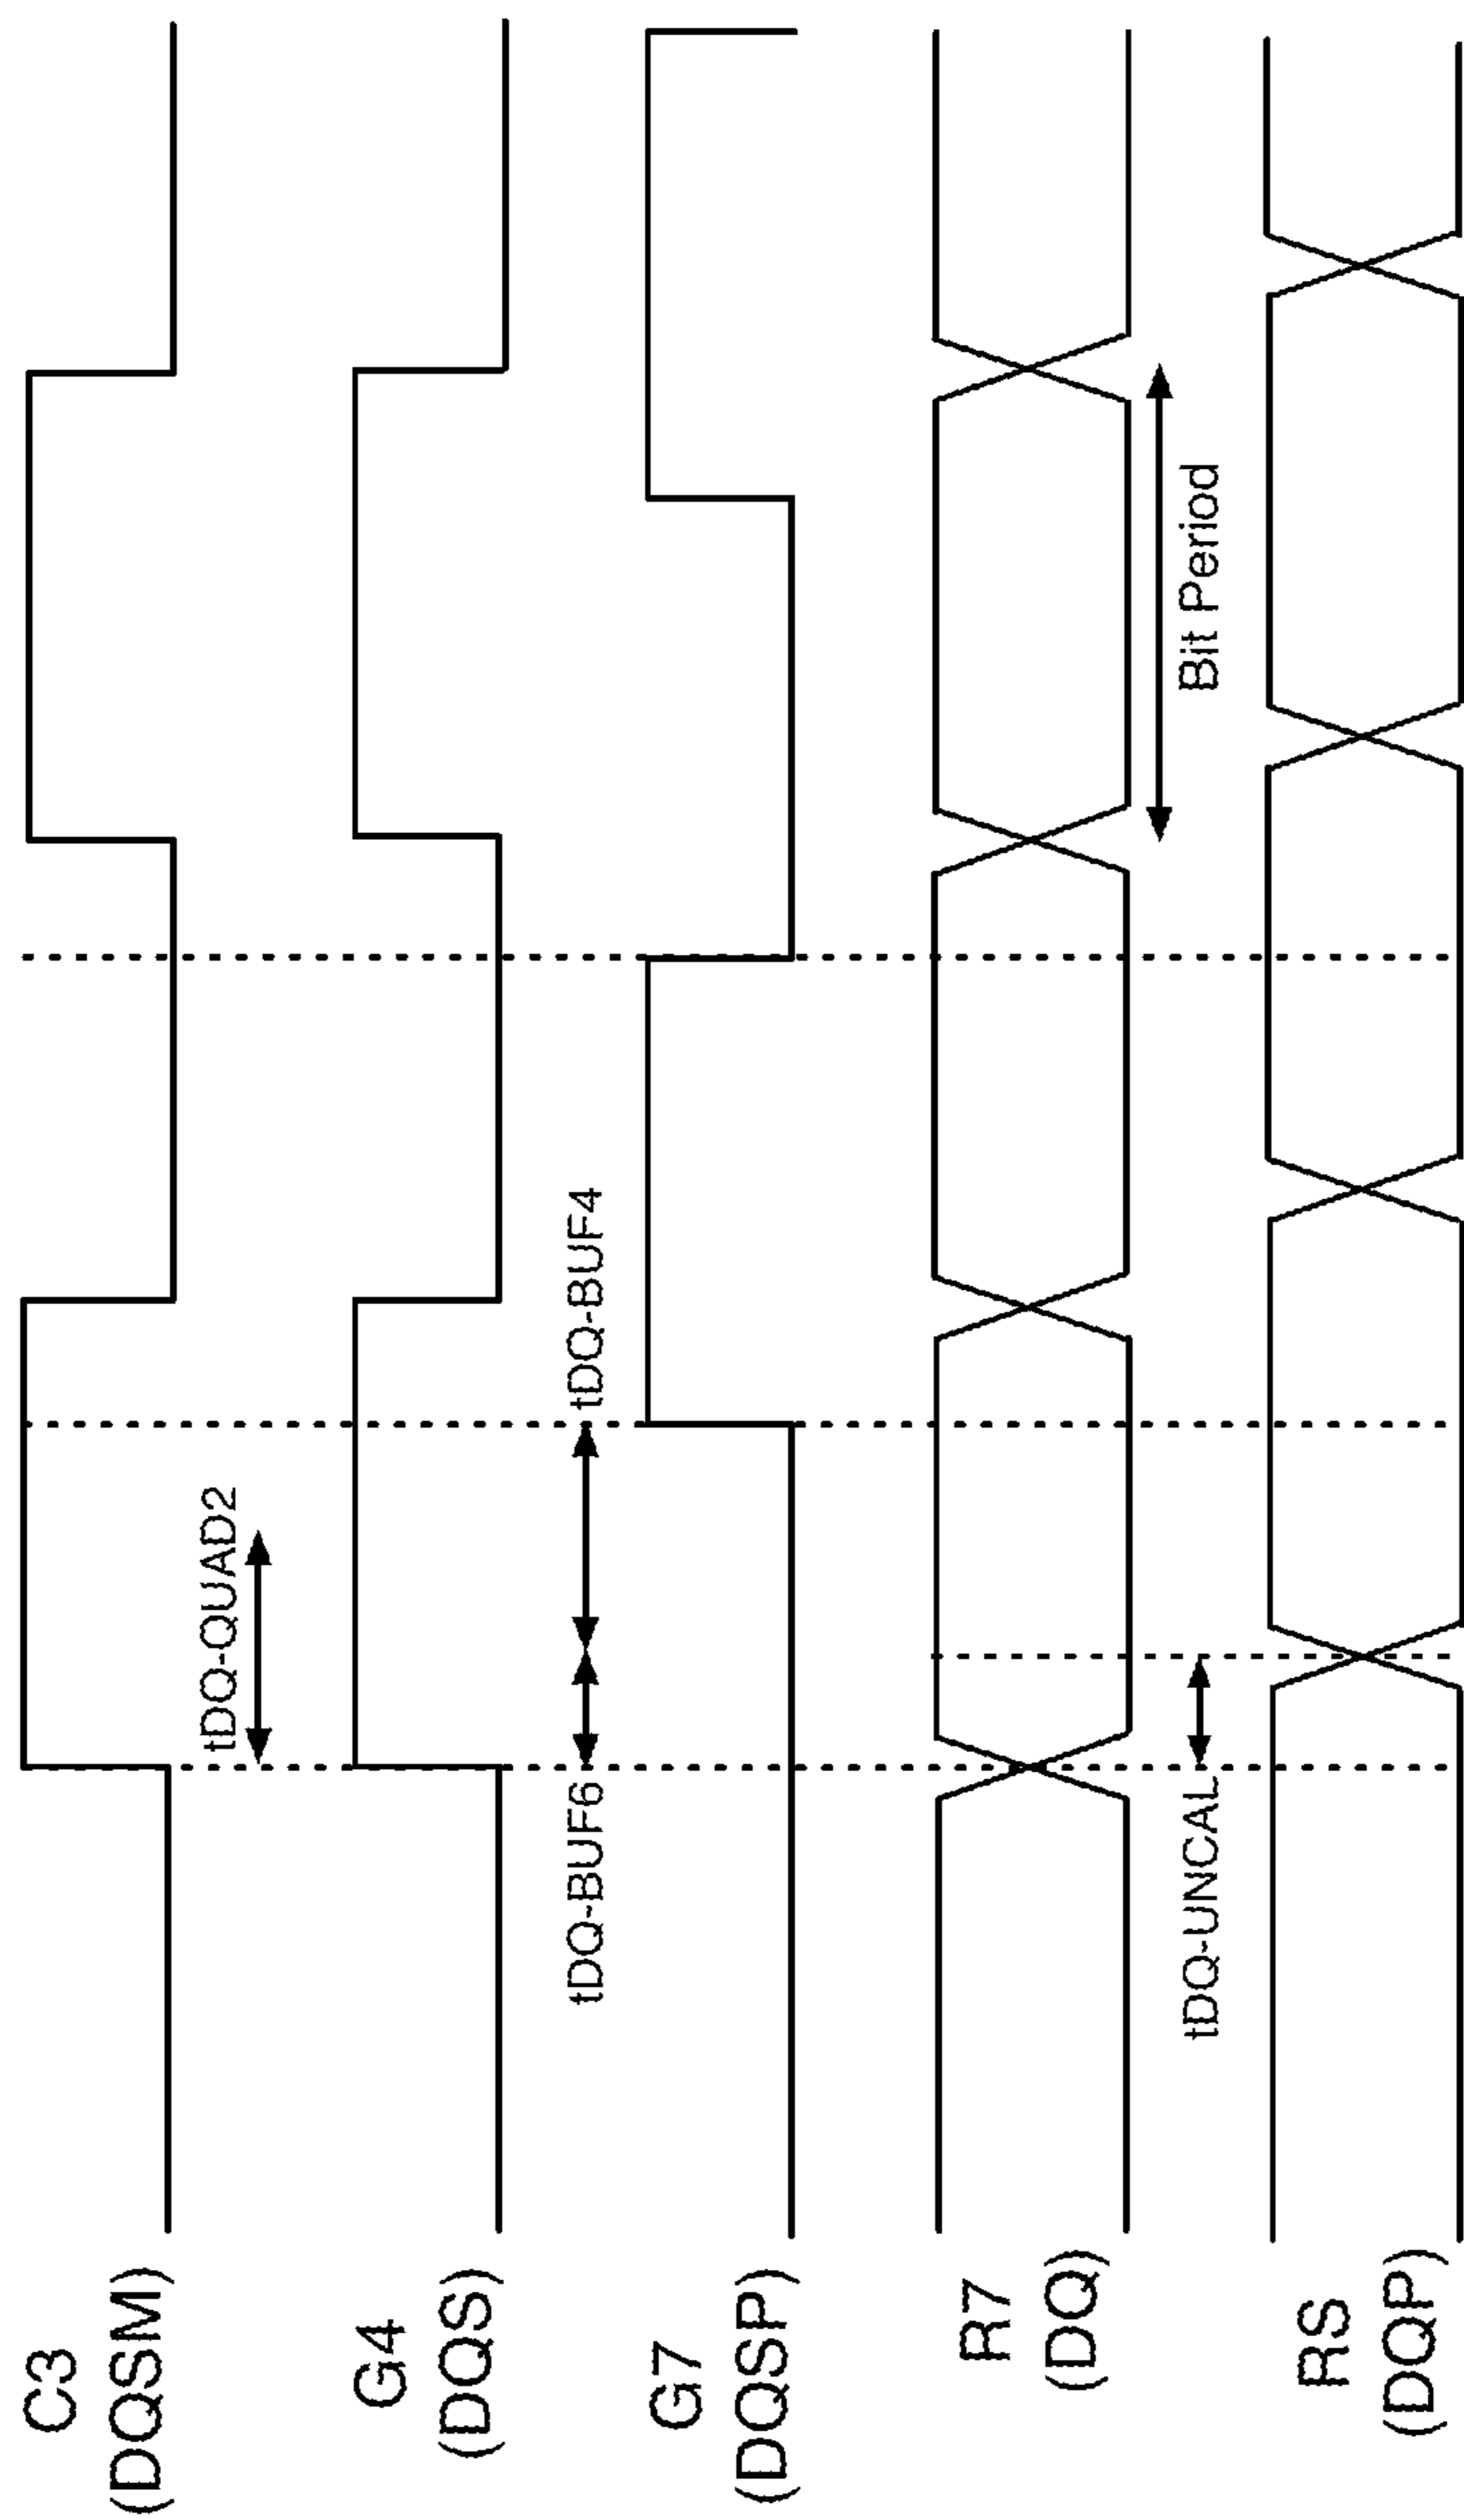 C3
(DQSM)
tDQ-QUAD2
G4
(DQS)
tDQ-BUF6
tDQ-BUF4
G7
(DQSP)
R7
(DQ)
tDQ-UNCAL
Bit Period
RS
(DQP)